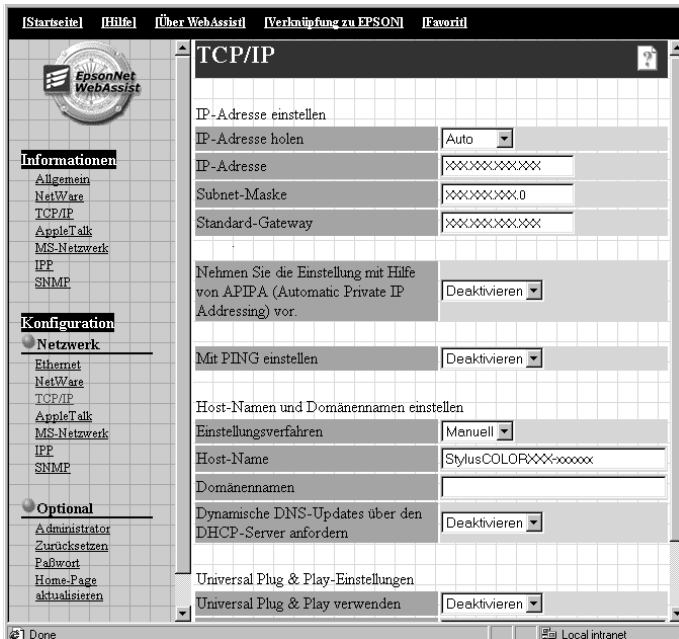 [Startseite] [Hilfe] [Über WebAssist] [Verknüpfung zu EPSON] [Favorit]
EpsonNet
WebAssist
Informationen
Allgemein
NetWare
TCP/IP
AppleTalk
MS-Netzwerk
IPP
SNMP
Konfiguration
Netzwerk
Ethernet
NetWare
TCP/IP
AppleTalk
MS-Netzwerk
IPP
SNMP
Optional
Administrator
Zurücksetzen
Paßwort
Home-Page
aktualisieren
TCP/IP
?
IP-Adresse einstellen
IP-Adresse holen Auto
IP-Adresse XXX.XXX.XXX.XXX
Subnet-Maske XXX.XXX.XXX.0
Standard-Gateway XXX.XXX.XXX.XXX
Nehmen Sie die Einstellung mit Hilfe
von APIPA (Automatic Private IP
Addressing) vor.
Deaktivieren
Mit PING einstellen Deaktivieren
Host-Namen und Domänennamen einstellen
Einstellungsverfahren Manuell
Host-Name StylusCOLORXXX-xxxxxx
Domänennamen
Dynamische DNS-Updates über den
DHCP-Server anfordern
Deaktivieren
Universal Plug & Play-Einstellungen
Universal Plug & Play verwenden Deaktivieren
Done Local intranet